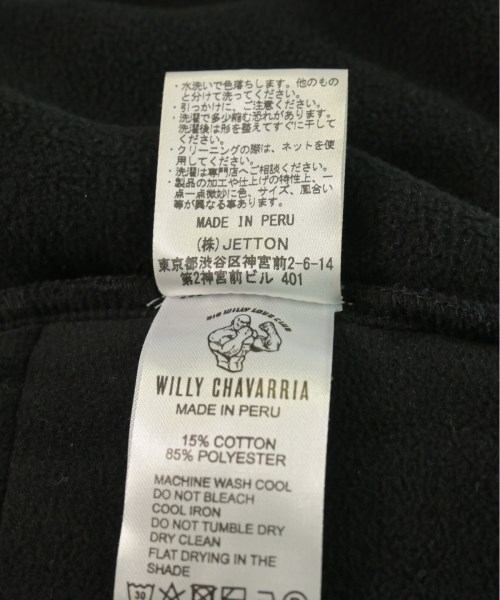 ・水洗いで色落ちします。他のもの
と分けて洗ってください。
・引っかけに、ご注意ください。
・洗濯で多少縮む恐れがあります。
洗濯後は形を整えてすぐに干して
ください。
・クリーニングの際は、ネットを使
用してください。
・洗濯は専門店へご相談ください。
・製品の加工や仕上げの特性上、一
点一点微妙に色、サイズ、風合い
等が異なる事あります。
MADE IN PERU
(株)JETTON
東京都渋谷区神宮前2-6-14
第2神宮前ビル 401
BIG WILLY LOVE CLUB
WILLY CHAVARRIA
MADE IN PERU
15% COTTON
85% POLYESTER
MACHINE WASH COOL
DO NOT BLEACH
COOL IRON
DO NOT TUMBLE DRY
DRY CLEAN
FLAT DRYING IN THE
SHADE
30